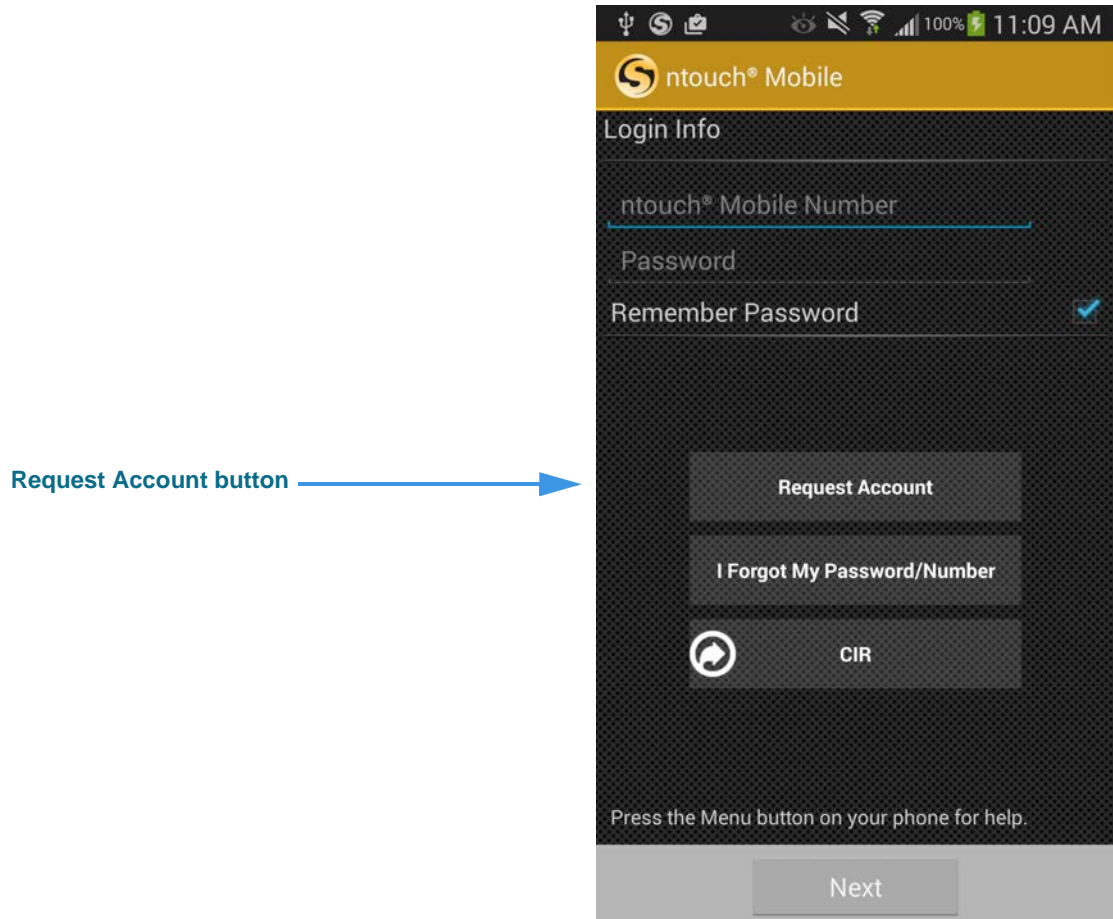 100% 11:09 AM
ntouch® Mobile
Login Info
ntouch® Mobile Number
Password
Remember Password
Request Account button
Request Account
I Forgot My Password/Number
CIR
Press the Menu button on your phone for help.
Next